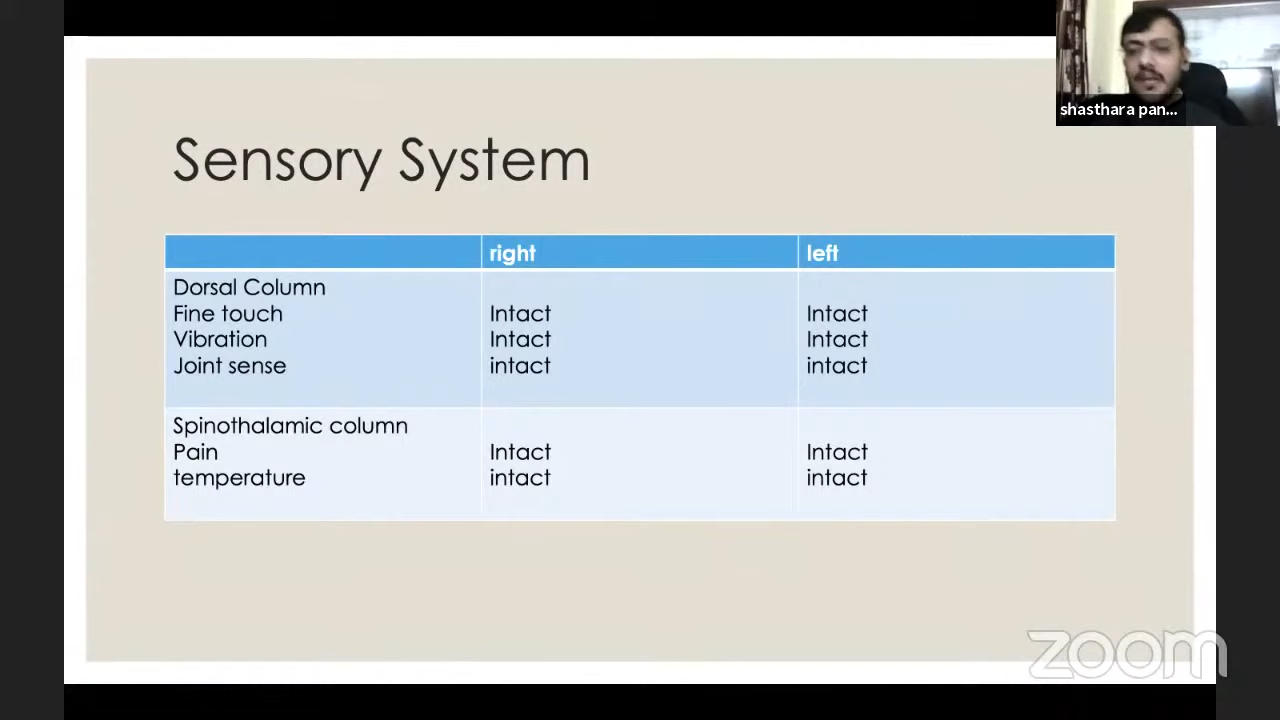 Sensory System
right left
Dorsal Column
Fine touch Intact Intact
Vibration Intact Intact
Joint sense intact intact
Spinothalamic column
Pain Intact Intact
temperature intact intact
shasthara pan...
zoom